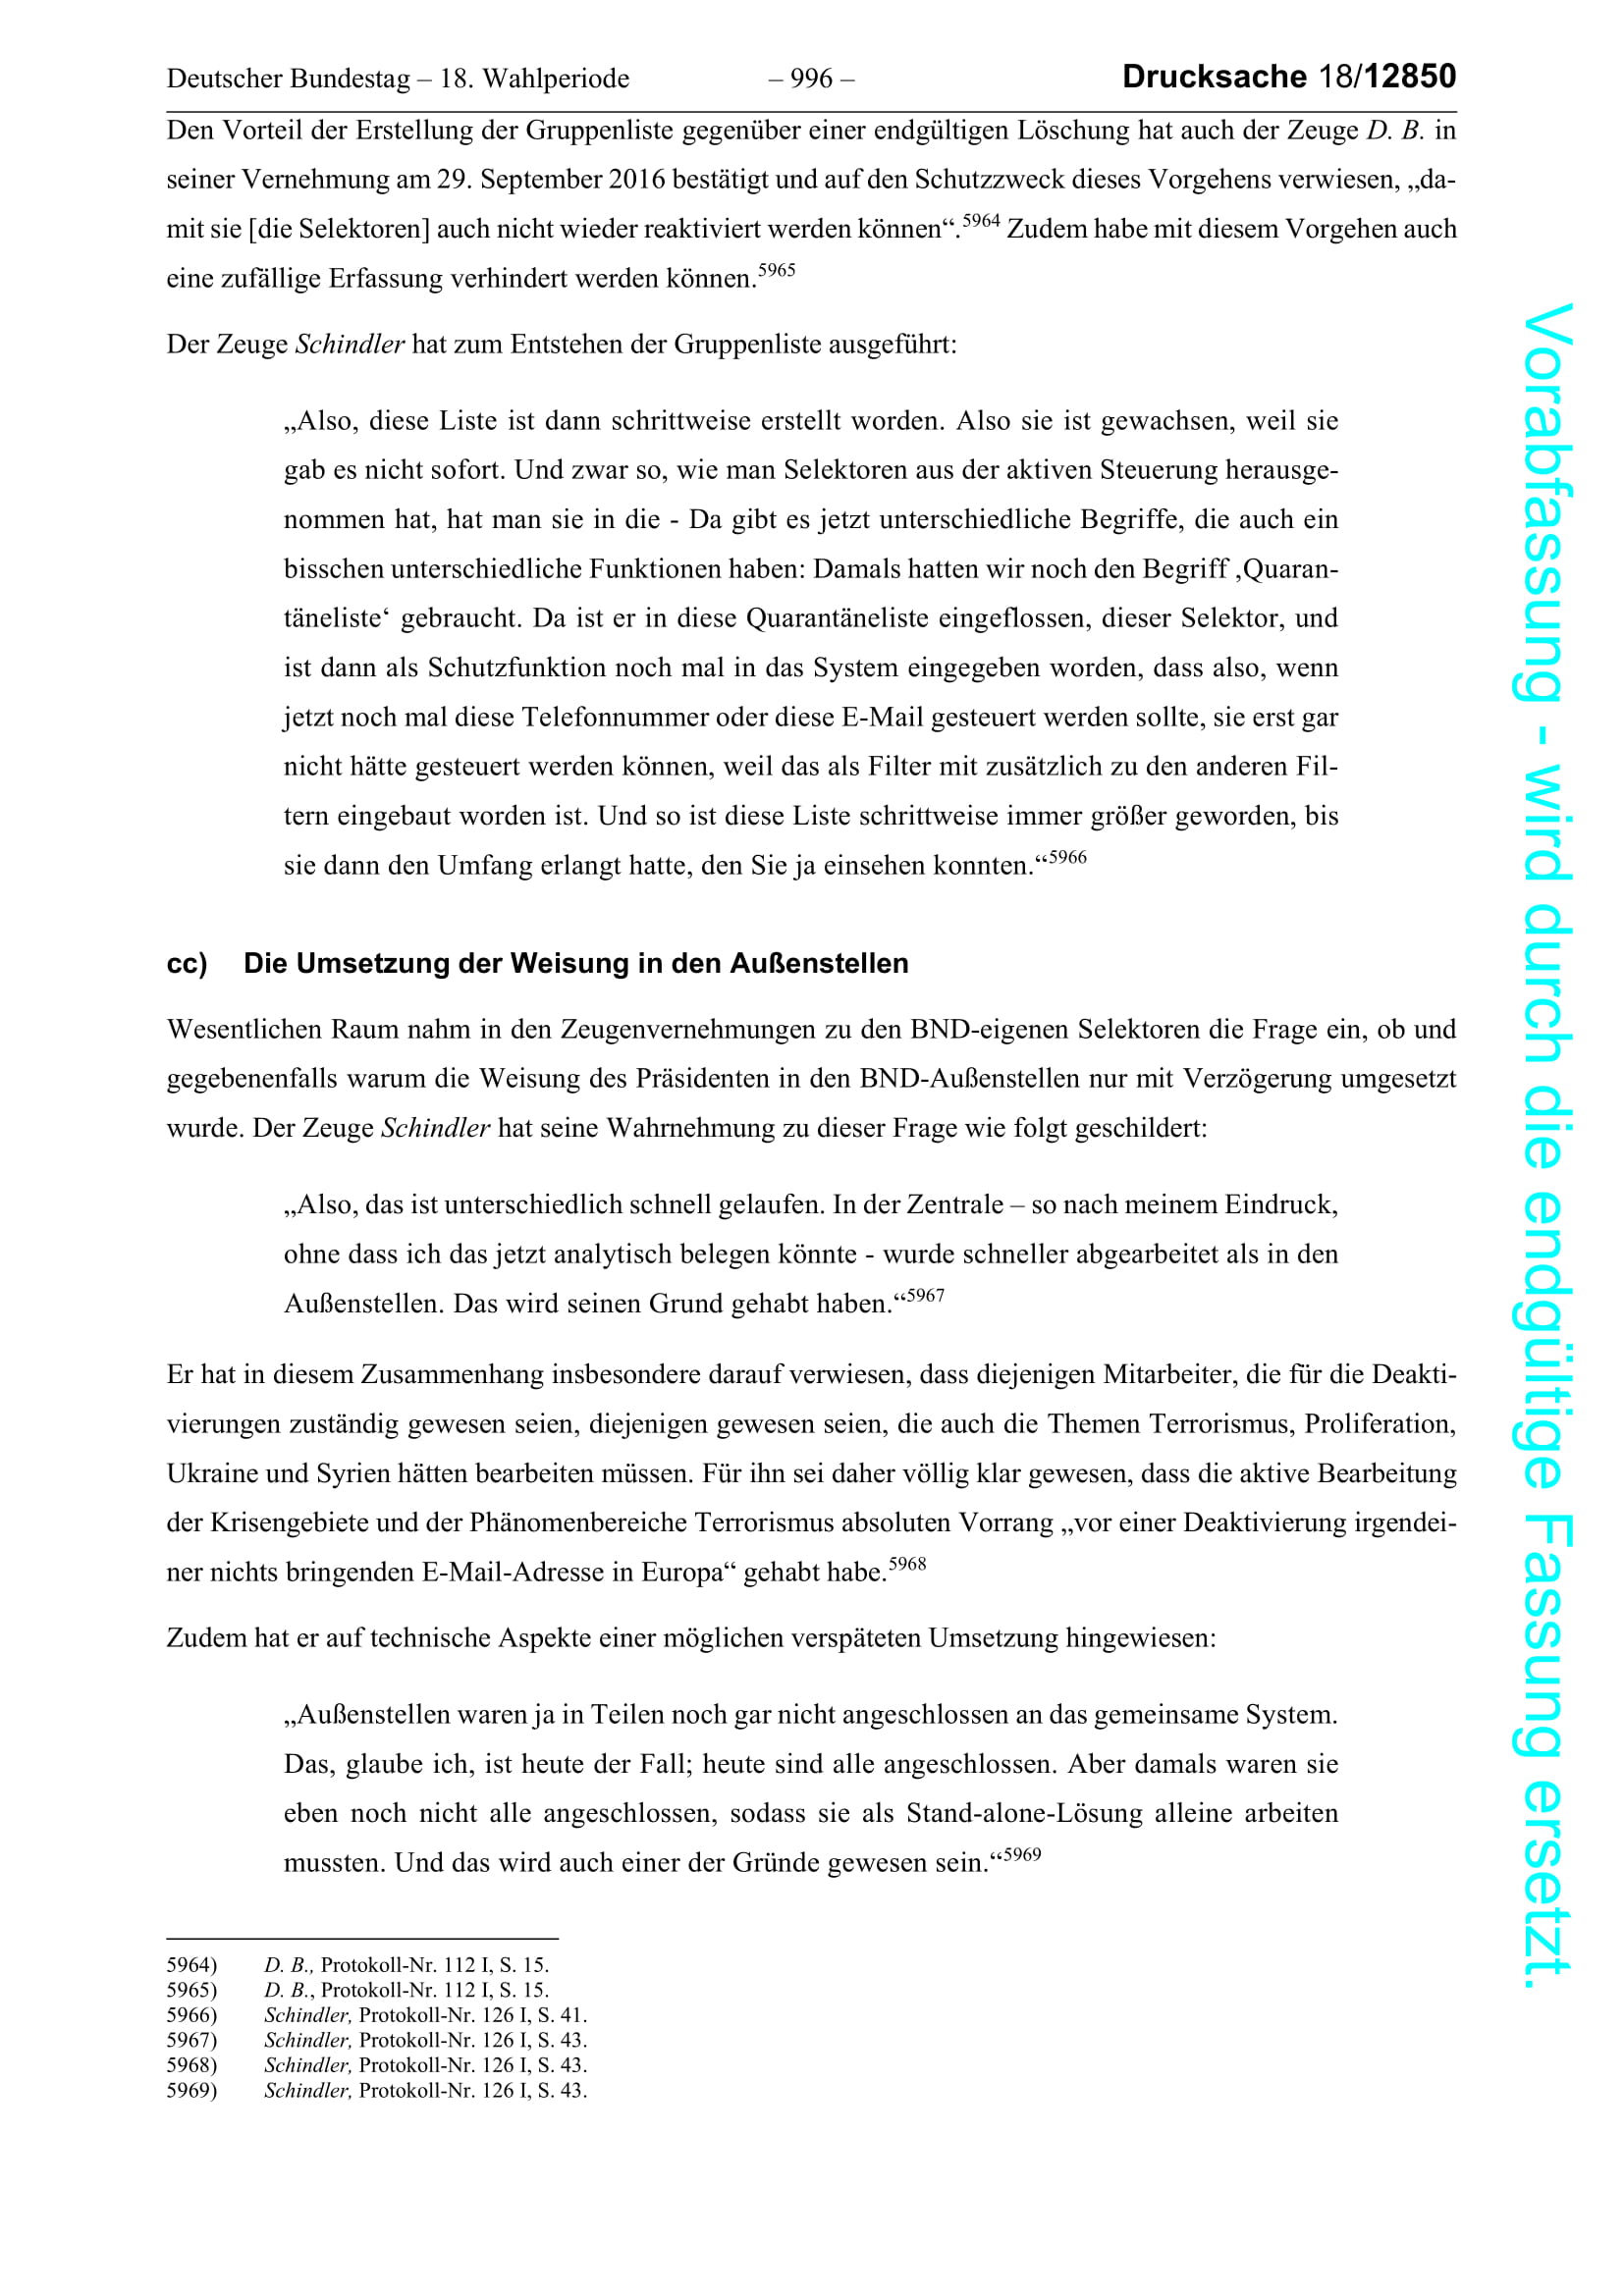 Deutscher Bundestag – 18. Wahlperiode – 996 – Drucksache 18/12850
Den Vorteil der Erstellung der Gruppenliste gegenüber einer endgültigen Löschung hat auch der Zeuge D. B. in
seiner Vernehmung am 29. September 2016 bestätigt und auf den Schutzzweck dieses Vorgehens verwiesen, „da-
mit sie [die Selektoren] auch nicht wieder reaktiviert werden können“.5964 Zudem habe mit diesem Vorgehen auch
eine zufällige Erfassung verhindert werden können.5965
Der Zeuge Schindler hat zum Entstehen der Gruppenliste ausgeführt:
„Also, diese Liste ist dann schrittweise erstellt worden. Also sie ist gewachsen, weil sie
gab es nicht sofort. Und zwar so, wie man Selektoren aus der aktiven Steuerung herausge-
nommen hat, hat man sie in die - Da gibt es jetzt unterschiedliche Begriffe, die auch ein
bisschen unterschiedliche Funktionen haben: Damals hatten wir noch den Begriff ‚Quaran-
täneliste‘ gebraucht. Da ist er in diese Quarantäneliste eingeflossen, dieser Selektor, und
ist dann als Schutzfunktion noch mal in das System eingegeben worden, dass also, wenn
jetzt noch mal diese Telefonnummer oder diese E-Mail gesteuert werden sollte, sie erst gar
nicht hätte gesteuert werden können, weil das als Filter mit zusätzlich zu den anderen Fil-
tern eingebaut worden ist. Und so ist diese Liste schrittweise immer größer geworden, bis
sie dann den Umfang erlangt hatte, den Sie ja einsehen konnten.“5966
cc) Die Umsetzung der Weisung in den Außenstellen
Wesentlichen Raum nahm in den Zeugenvernehmungen zu den BND-eigenen Selektoren die Frage ein, ob und
gegebenenfalls warum die Weisung des Präsidenten in den BND-Außenstellen nur mit Verzögerung umgesetzt
wurde. Der Zeuge Schindler hat seine Wahrnehmung zu dieser Frage wie folgt geschildert:
„Also, das ist unterschiedlich schnell gelaufen. In der Zentrale – so nach meinem Eindruck,
ohne dass ich das jetzt analytisch belegen könnte - wurde schneller abgearbeitet als in den
Außenstellen. Das wird seinen Grund gehabt haben.“5967
Er hat in diesem Zusammenhang insbesondere darauf verwiesen, dass diejenigen Mitarbeiter, die für die Deakti-
vierungen zuständig gewesen seien, diejenigen gewesen seien, die auch die Themen Terrorismus, Proliferation,
Ukraine und Syrien hätten bearbeiten müssen. Für ihn sei daher völlig klar gewesen, dass die aktive Bearbeitung
der Krisengebiete und der Phänomenbereiche Terrorismus absoluten Vorrang „vor einer Deaktivierung irgendei-
ner nichts bringenden E-Mail-Adresse in Europa“ gehabt habe.5968
Zudem hat er auf technische Aspekte einer möglichen verspäteten Umsetzung hingewiesen:
„Außenstellen waren ja in Teilen noch gar nicht angeschlossen an das gemeinsame System.
Das, glaube ich, ist heute der Fall; heute sind alle angeschlossen. Aber damals waren sie
eben noch nicht alle angeschlossen, sodass sie als Stand-alone-Lösung alleine arbeiten
mussten. Und das wird auch einer der Gründe gewesen sein.“5969
5964) D. B., Protokoll-Nr. 112 I, S. 15.
5965) D. B., Protokoll-Nr. 112 I, S. 15.
5966) Schindler, Protokoll-Nr. 126 I, S. 41.
5967) Schindler, Protokoll-Nr. 126 I, S. 43.
5968) Schindler, Protokoll-Nr. 126 I, S. 43.
5969) Schindler, Protokoll-Nr. 126 I, S. 43.
Vorabfassung - wird durch die endgültige Fassung ersetzt.